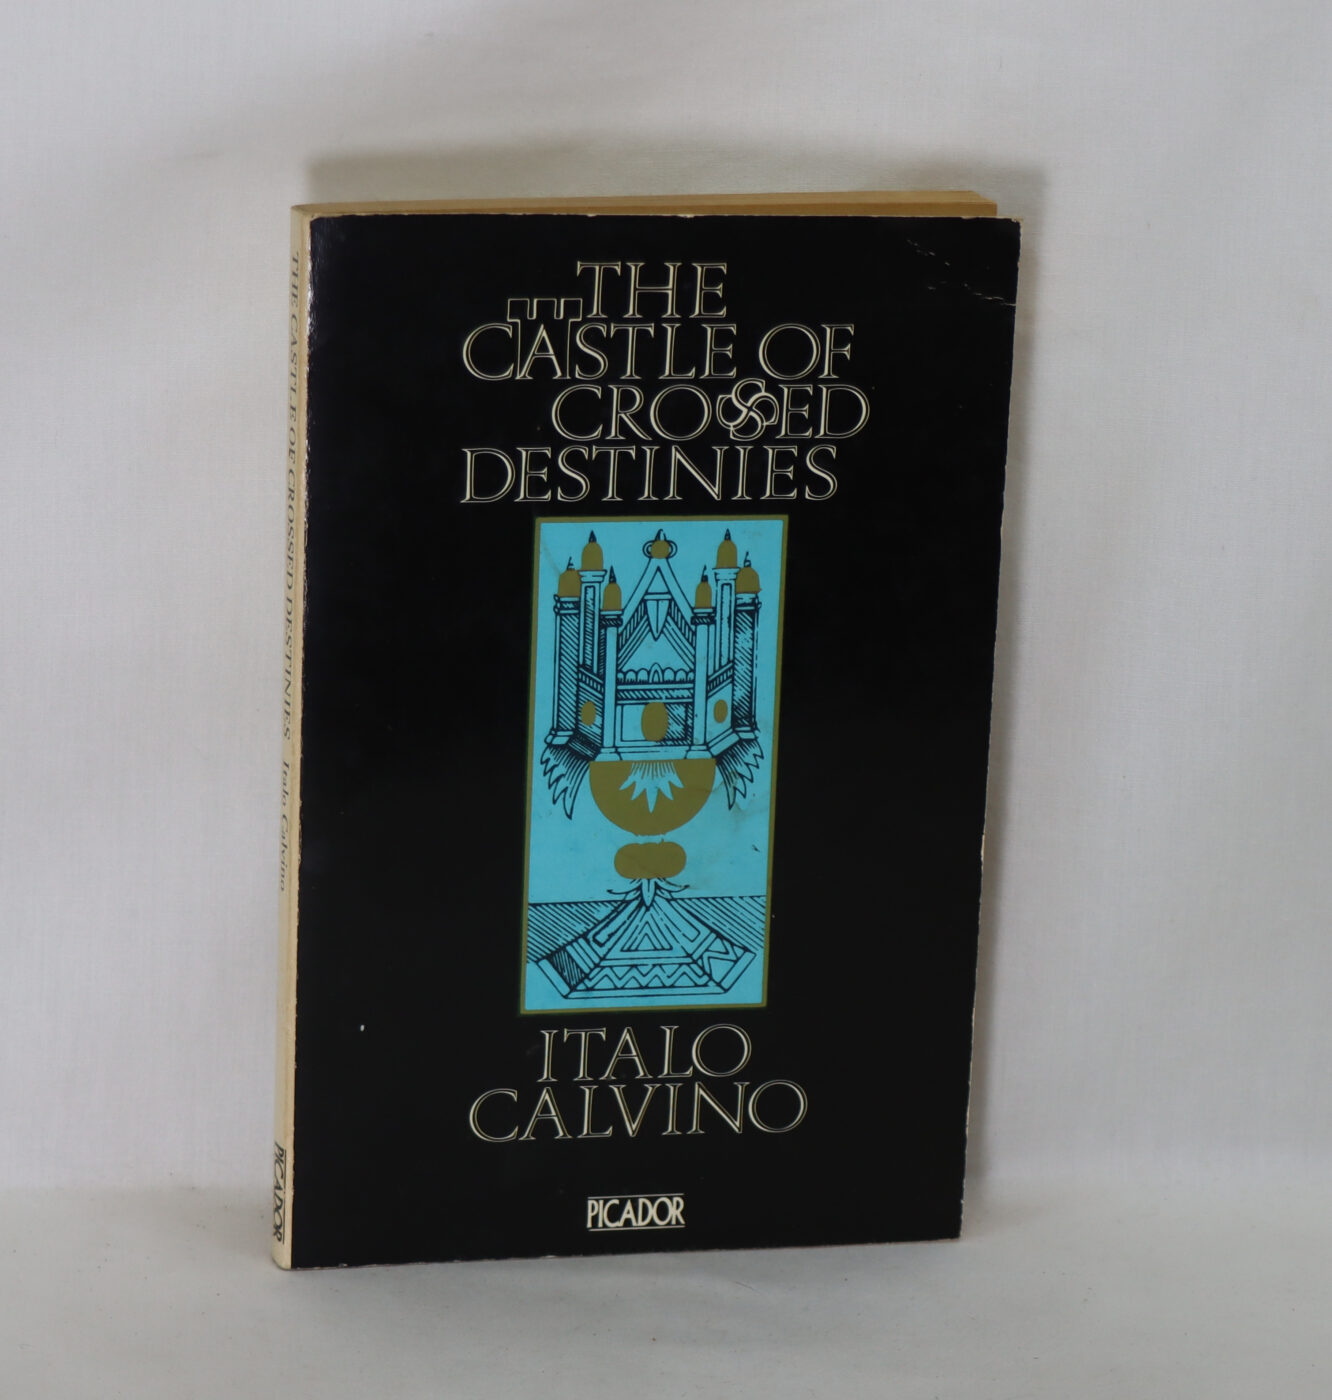 THE
CASTLE OF
CROSSED
DESTINIES
ITALO
CALVINO
PICADOR
THE CASTLE OF CROSSED DESTINIES Italo Calvino
PICADOR